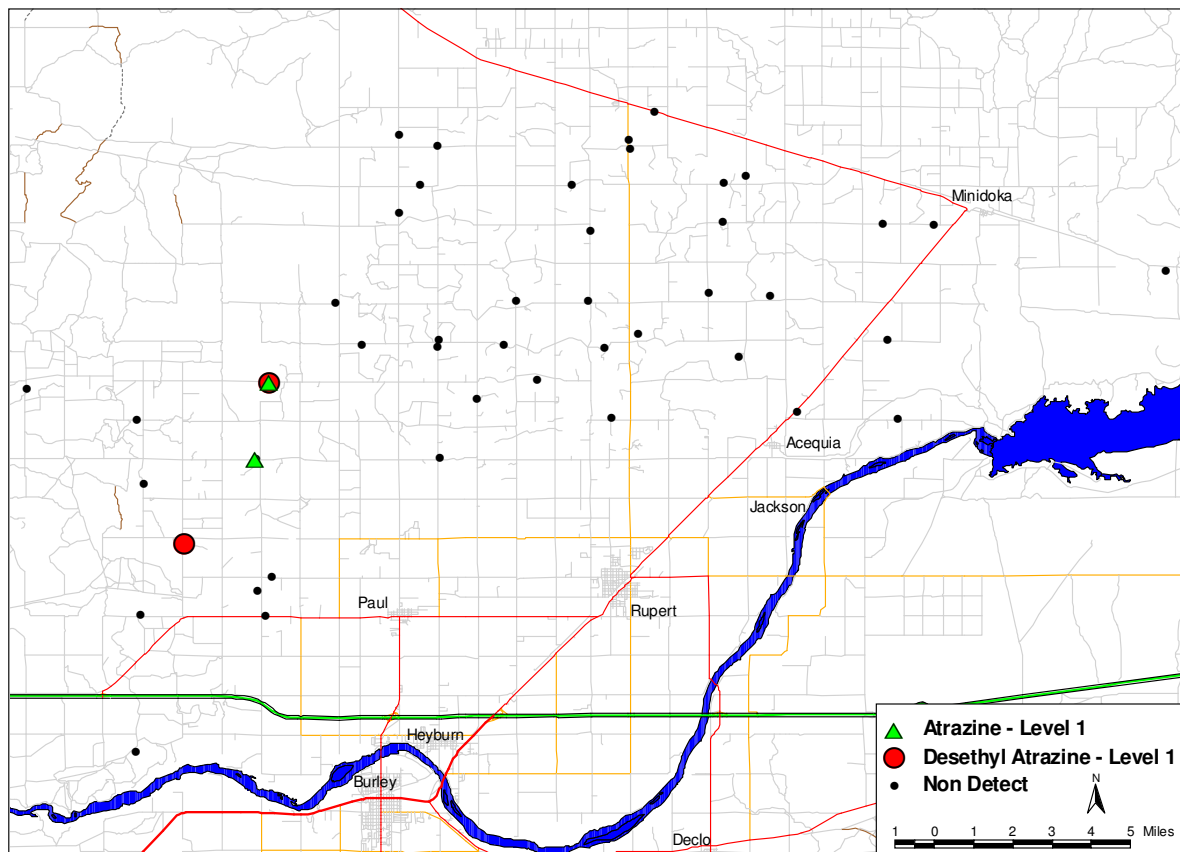 Minidoka
Acequia
Jackson
Paul
Rupert
Heyburn
Burley
Declo
Atrazine - Level 1
Desethyl Atrazine - Level 1
Non Detect
N
1 0 1 2 3 4 5 Miles